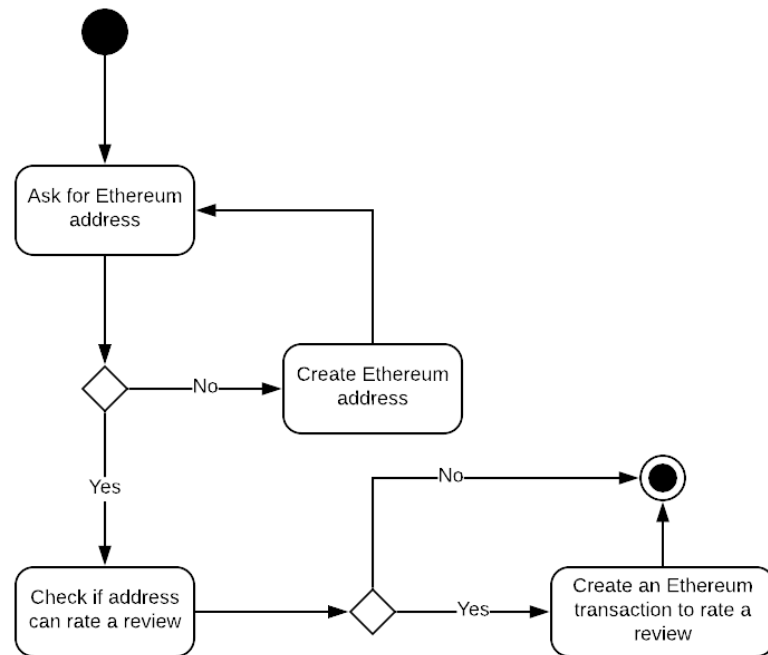 Ask for Ethereum
address
No
Create Ethereum
address
Yes
No
Check if address
can rate a review
Yes
Create an Ethereum
transaction to rate a
review